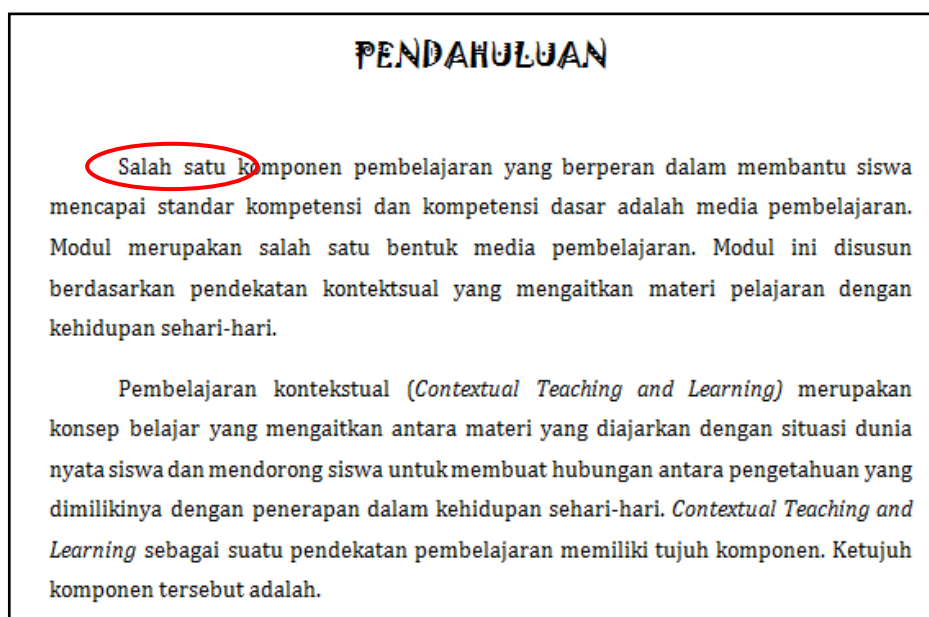 PENDAHULUAN
Salah satu komponen pembelajaran yang berperan dalam membantu siswa
mencapai standar kompetensi dan kompetensi dasar adalah media pembelajaran.
Modul merupakan salah satu bentuk media pembelajaran. Modul ini disusun
berdasarkan pendekatan kontektsual yang mengaitkan materi pelajaran dengan
kehidupan sehari-hari.
Pembelajaran kontekstual (Contextual Teaching and Learning) merupakan
konsep belajar yang mengaitkan antara materi yang diajarkan dengan situasi dunia
nyata siswa dan mendorong siswa untuk membuat hubungan antara pengetahuan yang
dimilikinya dengan penerapan dalam kehidupan sehari-hari. Contextual Teaching and
Learning sebagai suatu pendekatan pembelajaran memiliki tujuh komponen. Ketujuh
komponen tersebut adalah.